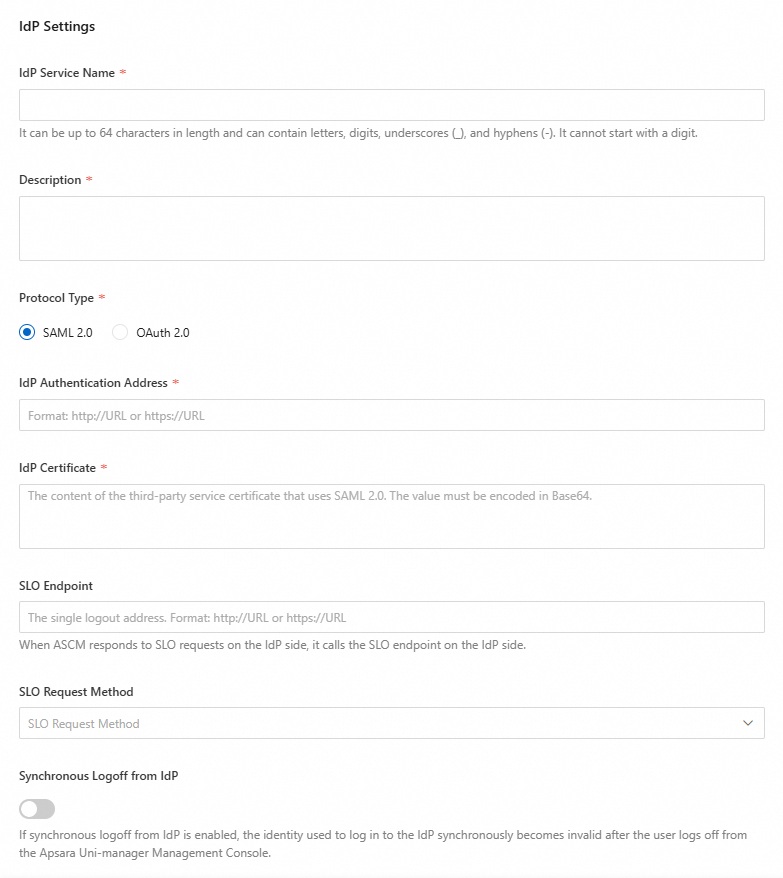 IdP Settings
IdP Service Name *
It can be up to 64 characters in length and can contain letters, digits, underscores (_), and hyphens (-). It cannot start with a digit.
Description *
Protocol Type *
SAML 2.0 OAuth 2.0
IdP Authentication Address *
Format: http://URL or https://URL
IdP Certificate *
The content of the third-party service certificate that uses SAML 2.0. The value must be encoded in Base64.
SLO Endpoint
The single logout address. Format: http://URL or https://URL
When ASCM responds to SLO requests on the IdP side, it calls the SLO endpoint on the IdP side.
SLO Request Method
SLO Request Method
Synchronous Logoff from IdP
If synchronous logoff from IdP is enabled, the identity used to log in to the IdP synchronously becomes invalid after the user logs off from
the Apsara Uni-manager Management Console.